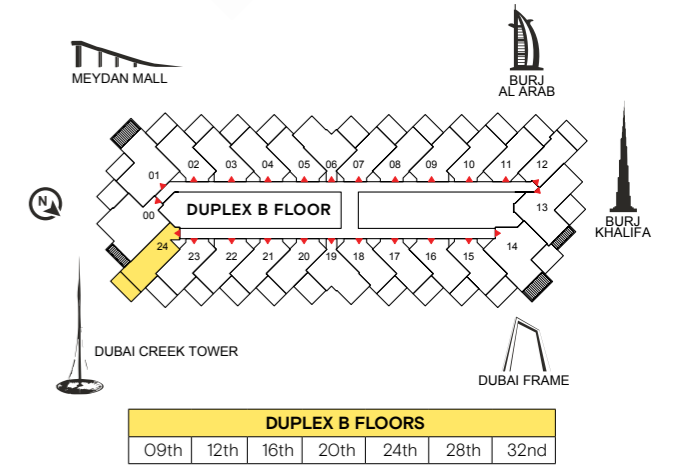 MEYDAN MALL
BURJ
AL ARAB
02 03 04 05 06 07 08 09 10 11 12
01
N
00
DUPLEX B FLOOR
13
BURJ
KHALIFA
24
23 22 21 20 19 18 17 16 15
14
DUBAI CREEK TOWER
DUBAI FRAME
DUPLEX B FLOORS
09th 12th 16th 20th 24th 28th 32nd